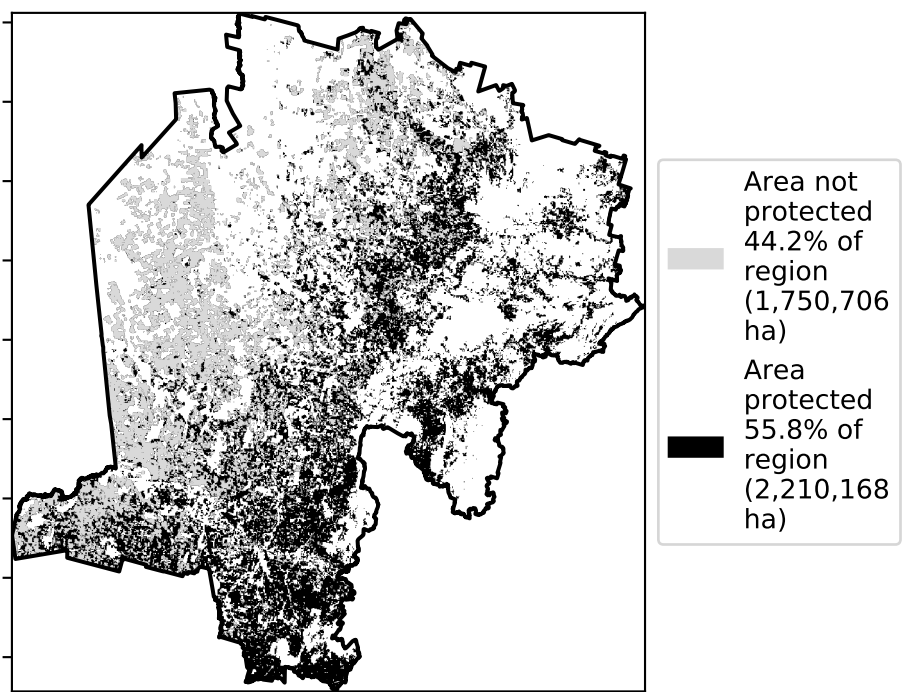 Area not
protected
44.2% of
region
(1,750,706
ha)
Area
protected
55.8% of
region
(2,210,168
ha)